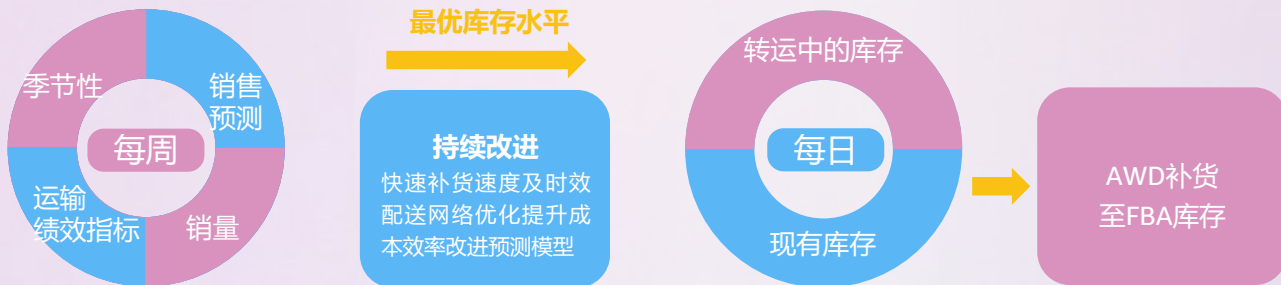 季节性
销售
预测
每周
运输
绩效指标
销量
最优库存水平
持续改进
快速补货速度及时效
配送网络优化提升成
本效率改进预测模型
转运中的库存
每日
现有库存
AWD补货
至FBA库存